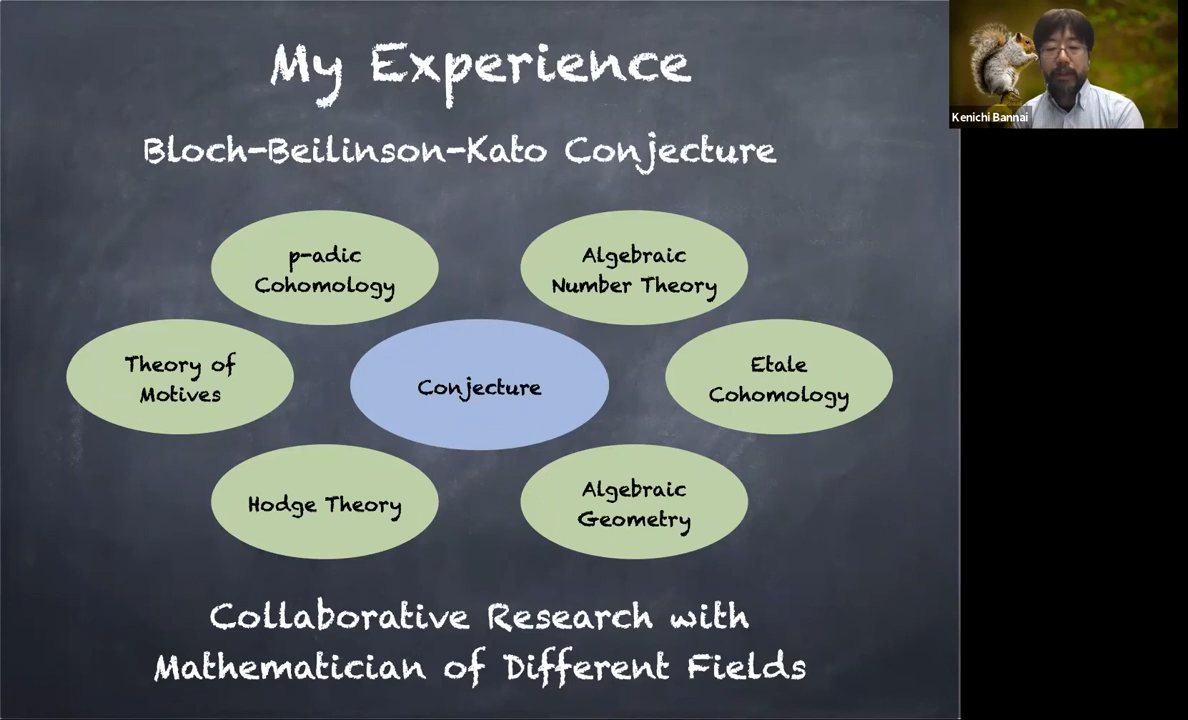 My Experience
Kenichi Bannai
Bloch-Beilinson-Kato Conjecture
p-adic
Cohomology
Algebraic
Number Theory
Theory of
Motives
Conjecture
Etale
Cohomology
Hodge Theory
Algebraic
Geometry
Collaborative Research with
Mathematician of Different Fields